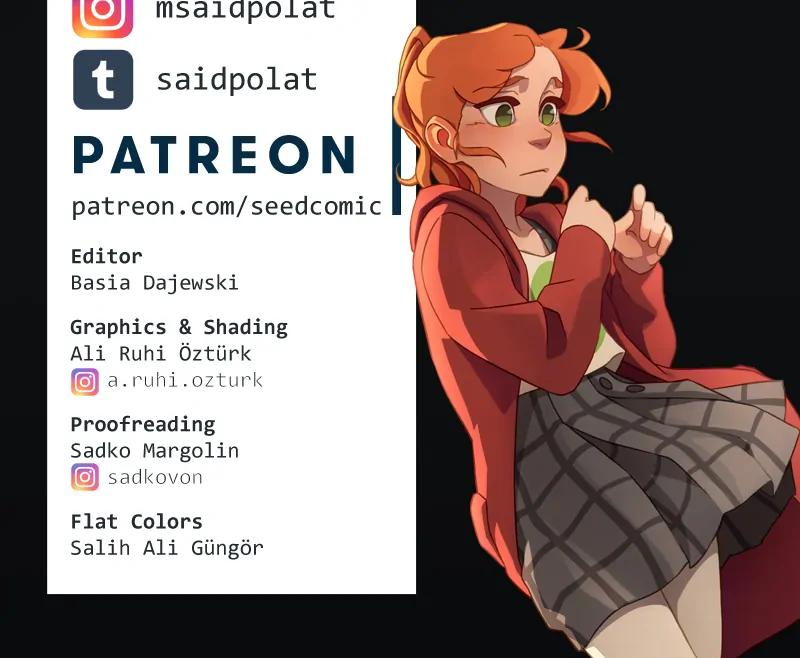 msaidpolat
saidpolat
PATREON
patreon.com/seedcomic
Editor
Basia Dajewski
Graphics & Shading
Ali Ruhi Öztürk
a.ruhi.ozturk
Proofreading
Sadko Margolin
sadkovon
Flat Colors
Salih Ali Güngör